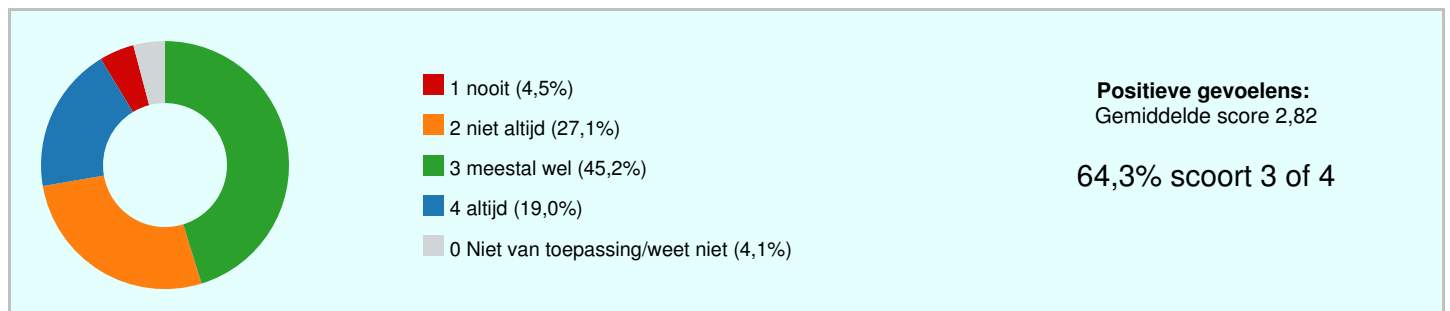 1 nooit (4,5%)
2 niet altijd (27,1%)
3 meestal wel (45,2%)
4 altijd (19,0%)
0 Niet van toepassing/weet niet (4,1%)
Positieve gevoelens:
Gemiddelde score 2,82
64,3% scoort 3 of 4